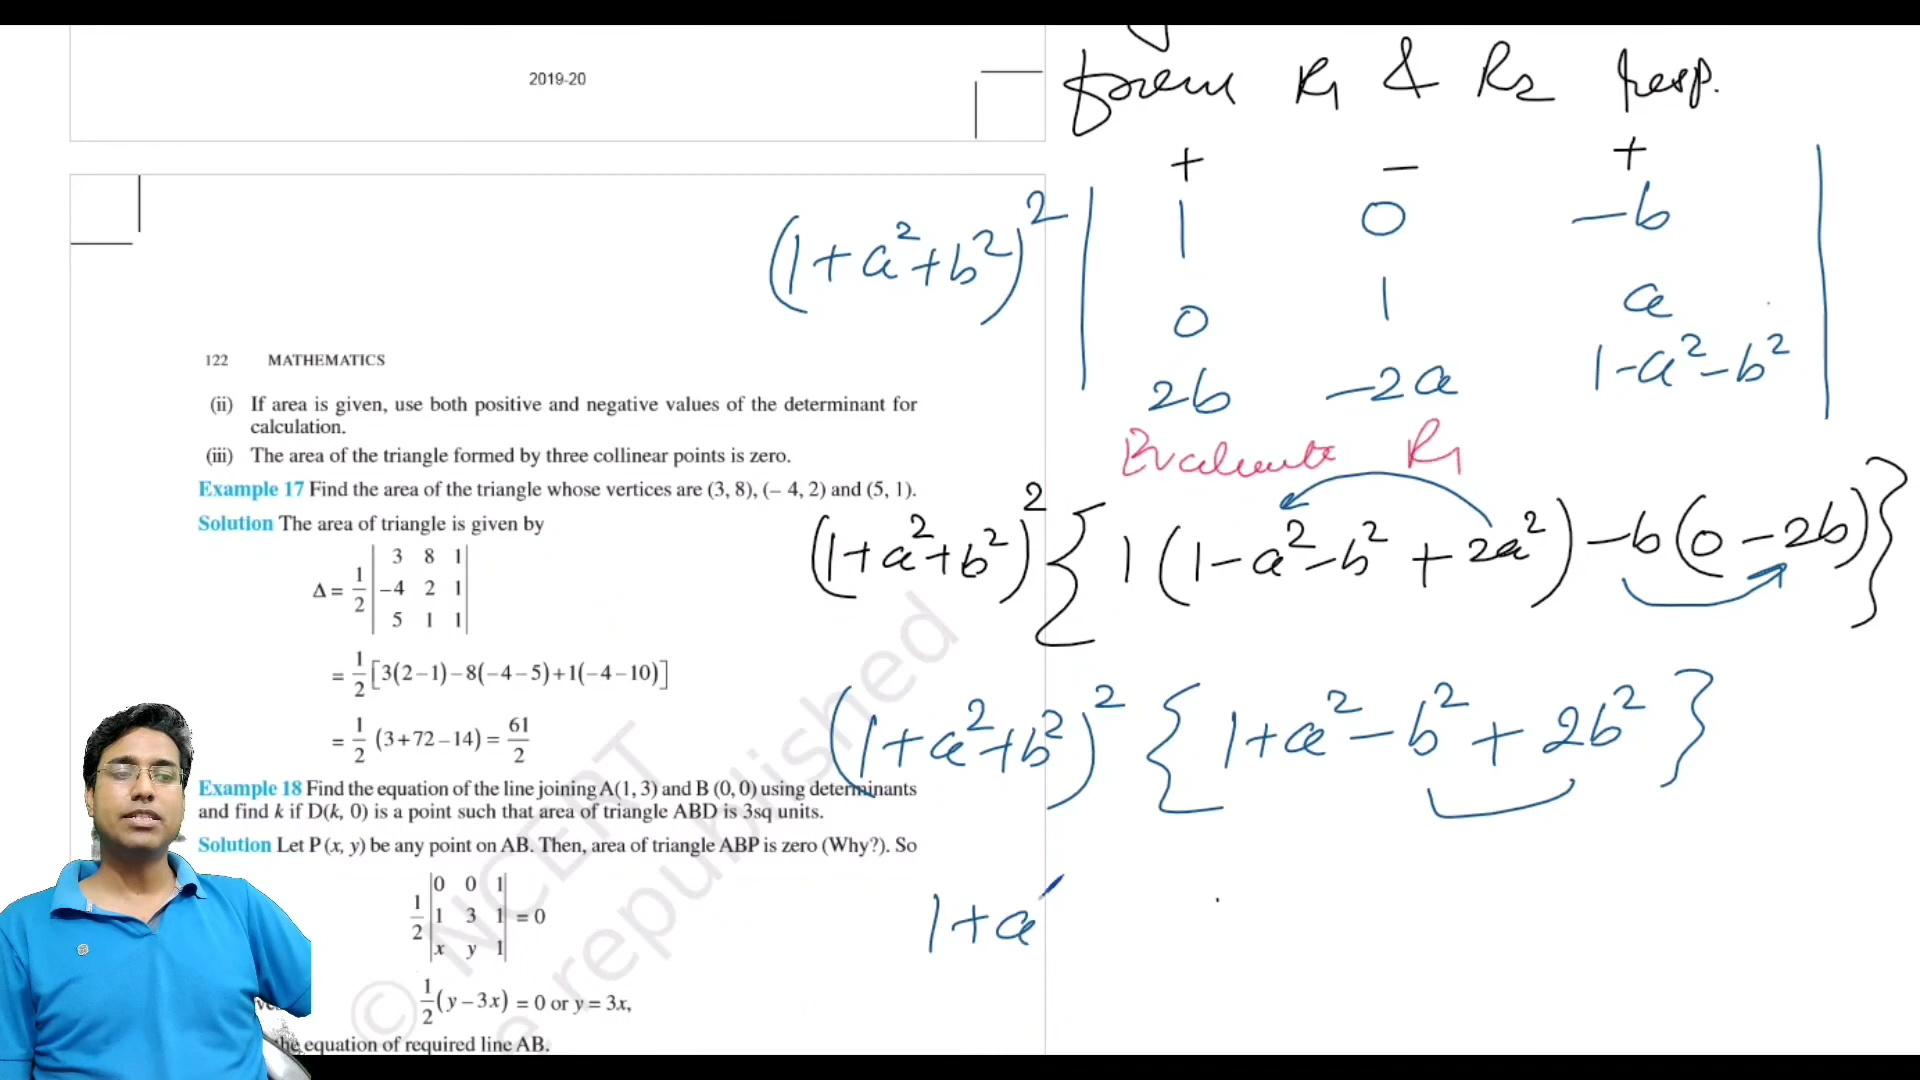 2019-20
from R1 & R2 resp.
+ − +
(1+a²+b²)² | 1 0 −b |
| 0 1 a |
| 2b −2a 1−a²−b² |
Evaluate R1
(1+a²+b²)² { 1(1−a²−b²+2a²) −b(0−2b) }
(1+a²+b²)² { 1+a²−b²+2b² }
1+a
122 MATHEMATICS
(ii) If area is given, use both positive and negative values of the determinant for
calculation.
(iii) The area of the triangle formed by three collinear points is zero.
Example 17 Find the area of the triangle whose vertices are (3, 8), (– 4, 2) and (5, 1).
Solution The area of triangle is given by
Δ = 1/2 | 3 8 1 |
| −4 2 1 |
| 5 1 1 |
= 1/2 [3(2−1)−8(−4−5)+1(−4−10)]
= 1/2 (3+72−14) = 61/2
Example 18 Find the equation of the line joining A(1, 3) and B (0, 0) using determinants
and find k if D(k, 0) is a point such that area of triangle ABD is 3sq units.
Solution Let P (x, y) be any point on AB. Then, area of triangle ABP is zero (Why?). So
1/2 | 0 0 1 |
| 1 3 1 | = 0
| x y 1 |
1/2 (y−3x) = 0 or y = 3x,
he equation of required line AB.
© NCERT
e republished